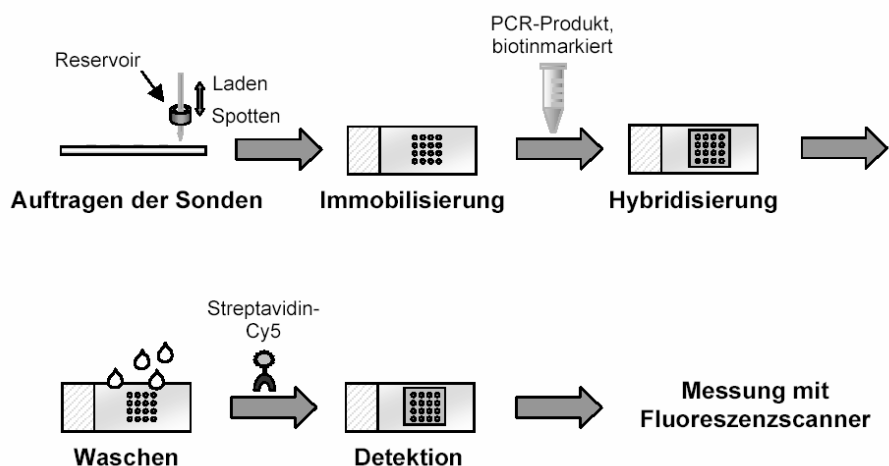 PCR-Produkt,
biotinmarkiert
Reservoir
Laden
Spotten
Auftragen der Sonden
Immobilisierung
Hybridisierung
Streptavidin-
Cy5
Waschen
Detektion
Messung mit
Fluoreszenzscanner